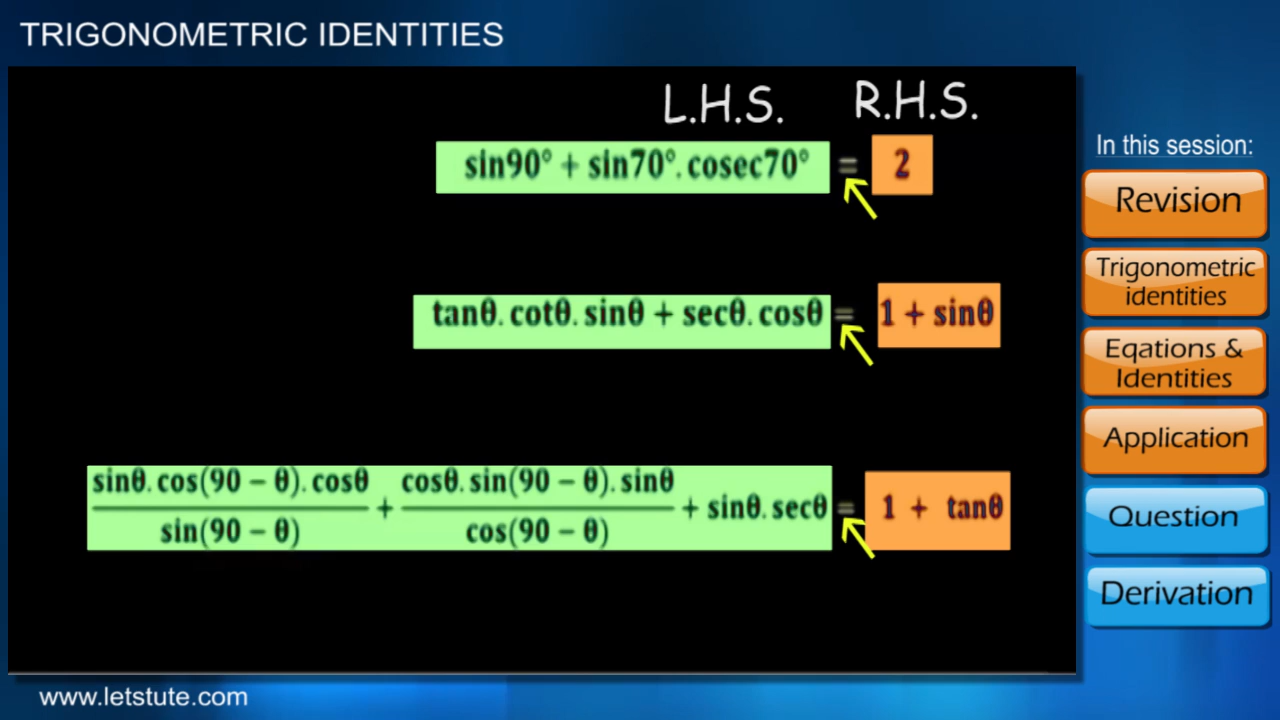 TRIGONOMETRIC IDENTITIES
L.H.S. R.H.S.
sin90° + sin70°. cosec70° = 2
tanθ. cotθ. sinθ + secθ. cosθ = 1 + sinθ
sinθ. cos(90 − θ). cosθ cosθ. sin(90 − θ). sinθ
+ + sinθ. secθ = 1 + tanθ
sin(90 − θ) cos(90 − θ)
In this session:
Revision
Trigonometric
identities
Eqations &
Identities
Application
Question
Derivation
www.letstute.com